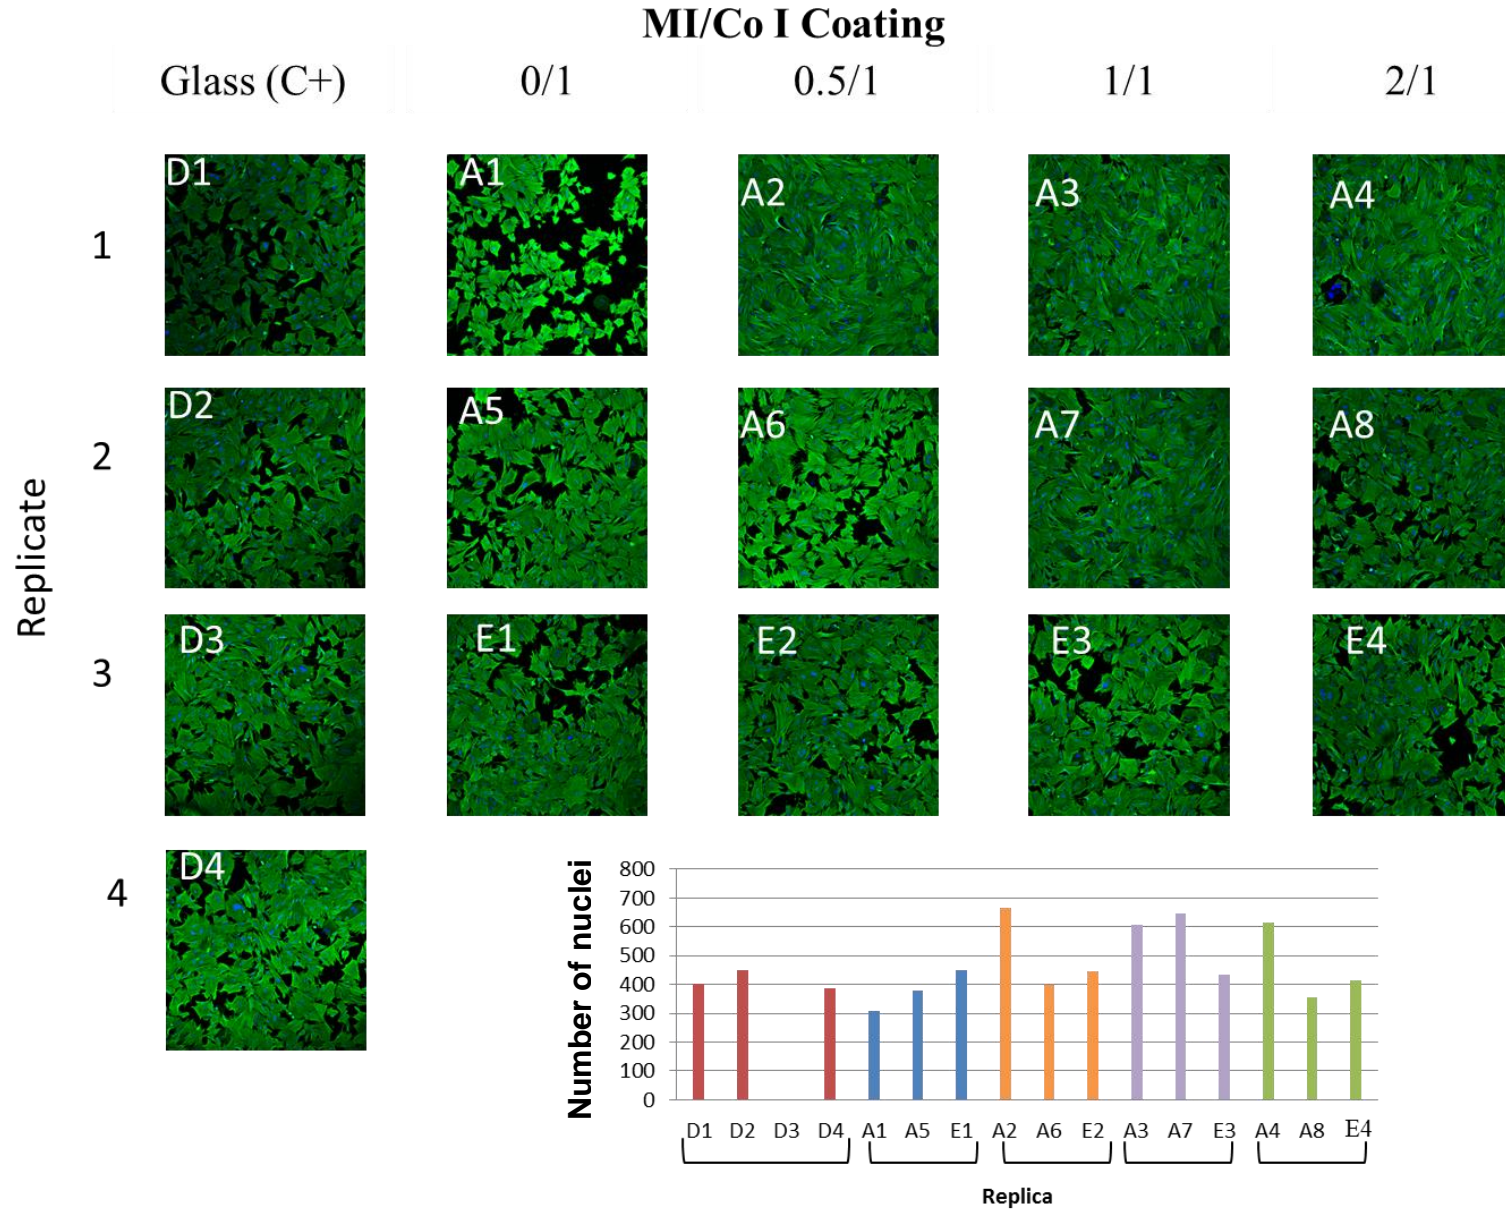 MI/Co I Coating
Glass (C+) 0/1 0.5/1 1/1 2/1
Replicate
1 D1 A1 A2 A3 A4
2 D2 A5 A6 A7 A8
3 D3 E1 E2 E3 E4
4 D4
Number of nuclei
800
700
600
500
400
300
200
100
0
D1 D2 D3 D4 A1 A5 E1 A2 A6 E2 A3 A7 E3 A4 A8 E4
Replica